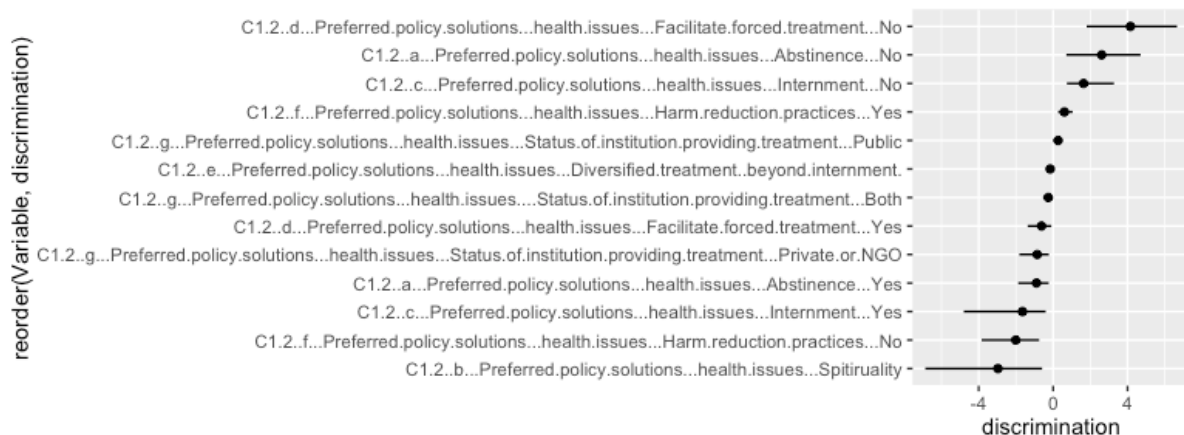 C1.2..d...Preferred.policy.solutions...health.issues...Facilitate.forced.treatment...No
C1.2..a...Preferred.policy.solutions...health.issues...Abstinence...No
C1.2..c...Preferred.policy.solutions...health.issues...Internment...No
C1.2..f...Preferred.policy.solutions...health.issues...Harm.reduction.practices...Yes
C1.2..g...Preferred.policy.solutions...health.issues...Status.of.institution.providing.treatment...Public
C1.2..e...Preferred.policy.solutions...health.issues...Diversified.treatment..beyond.internment.
C1.2..g...Preferred.policy.solutions...health.issues....Status.of.institution.providing.treatment...Both
C1.2..d...Preferred.policy.solutions...health.issues...Facilitate.forced.treatment...Yes
C1.2..g...Preferred.policy.solutions...health.issues...Status.of.institution.providing.treatment...Private.or.NGO
C1.2..a...Preferred.policy.solutions...health.issues...Abstinence...Yes
C1.2..c...Preferred.policy.solutions...health.issues...Internment...Yes
C1.2..f...Preferred.policy.solutions...health.issues...Harm.reduction.practices...No
C1.2..b...Preferred.policy.solutions...health.issues...Spitiruality
reorder(Variable, discrimination)
-4 0 4
discrimination